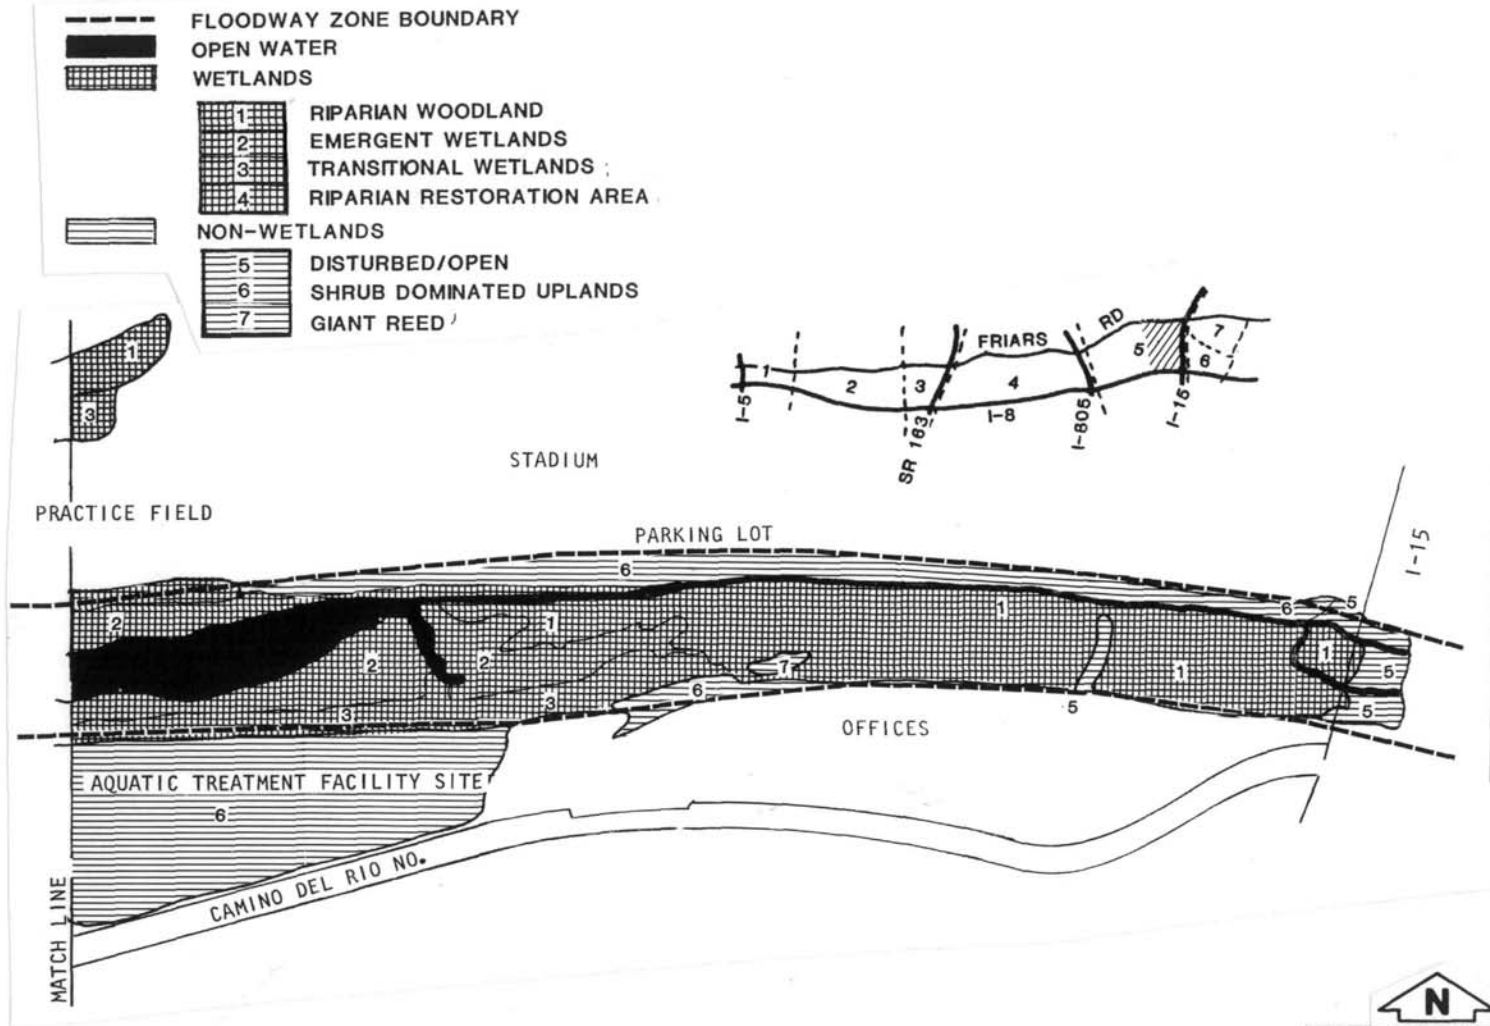 FLOODWAY ZONE BOUNDARY
OPEN WATER
WETLANDS
1 RIPARIAN WOODLAND
2 EMERGENT WETLANDS
3 TRANSITIONAL WETLANDS
4 RIPARIAN RESTORATION AREA
NON-WETLANDS
5 DISTURBED/OPEN
6 SHRUB DOMINATED UPLANDS
7 GIANT REED
1
3
FRIARS RD
1
2
3
4
5
6
7
I-5
SR 163
I-8
I-805
I-15
STADIUM
PRACTICE FIELD
PARKING LOT
I-15
6
5
6
1
1
2
2
2
1
1
5
7
6
3
3
5
5
OFFICES
AQUATIC TREATMENT FACILITY SITE
6
CAMINO DEL RIO NO.
MATCH LINE
N